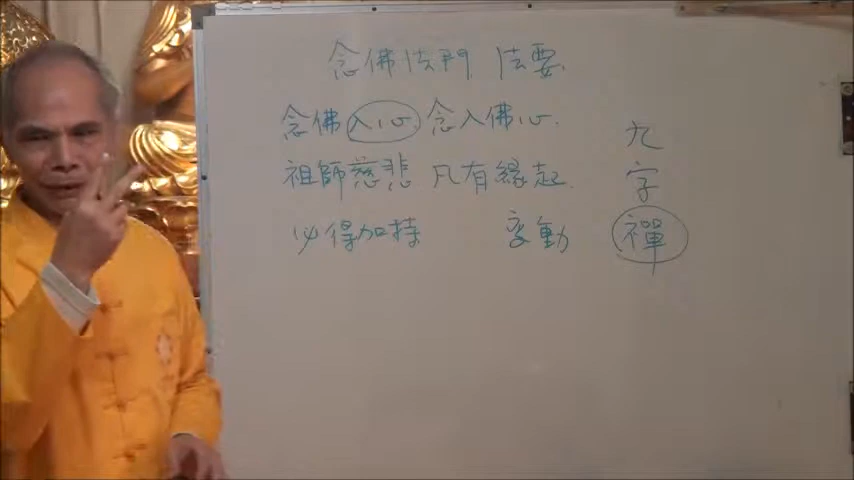 念佛法門 法要
念佛入心 念入佛心.
祖師慈悲 凡有緣起.
必得加持 變動
九
字
禪